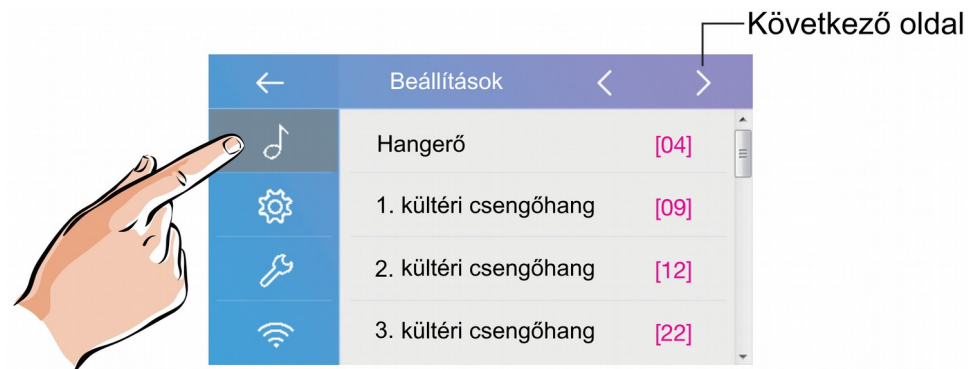 Következő oldal
Beállítások
Hangerő [04]
1. kültéri csengőhang [09]
2. kültéri csengőhang [12]
3. kültéri csengőhang [22]